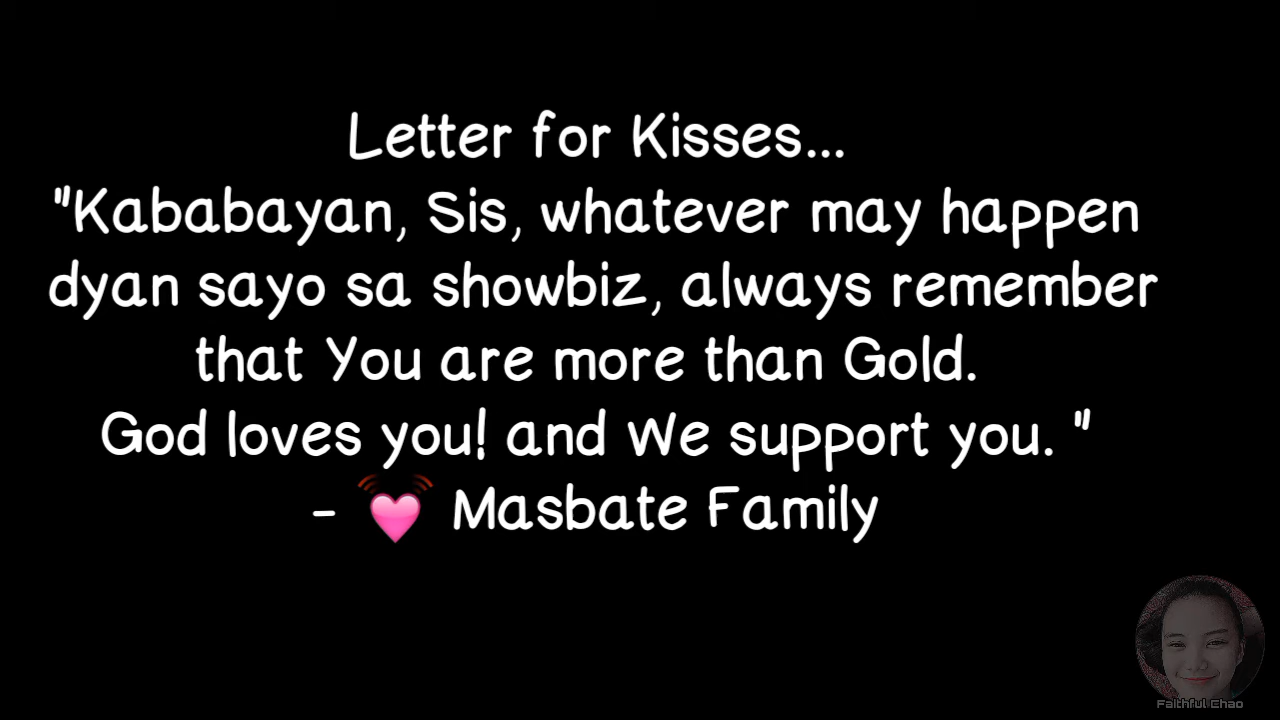 Letter for Kisses...
"Kababayan, Sis, whatever may happen
dyan sayo sa showbiz, always remember
that You are more than Gold.
God loves you! and We support you. "
- 💓 Masbate Family
Faithful Chao